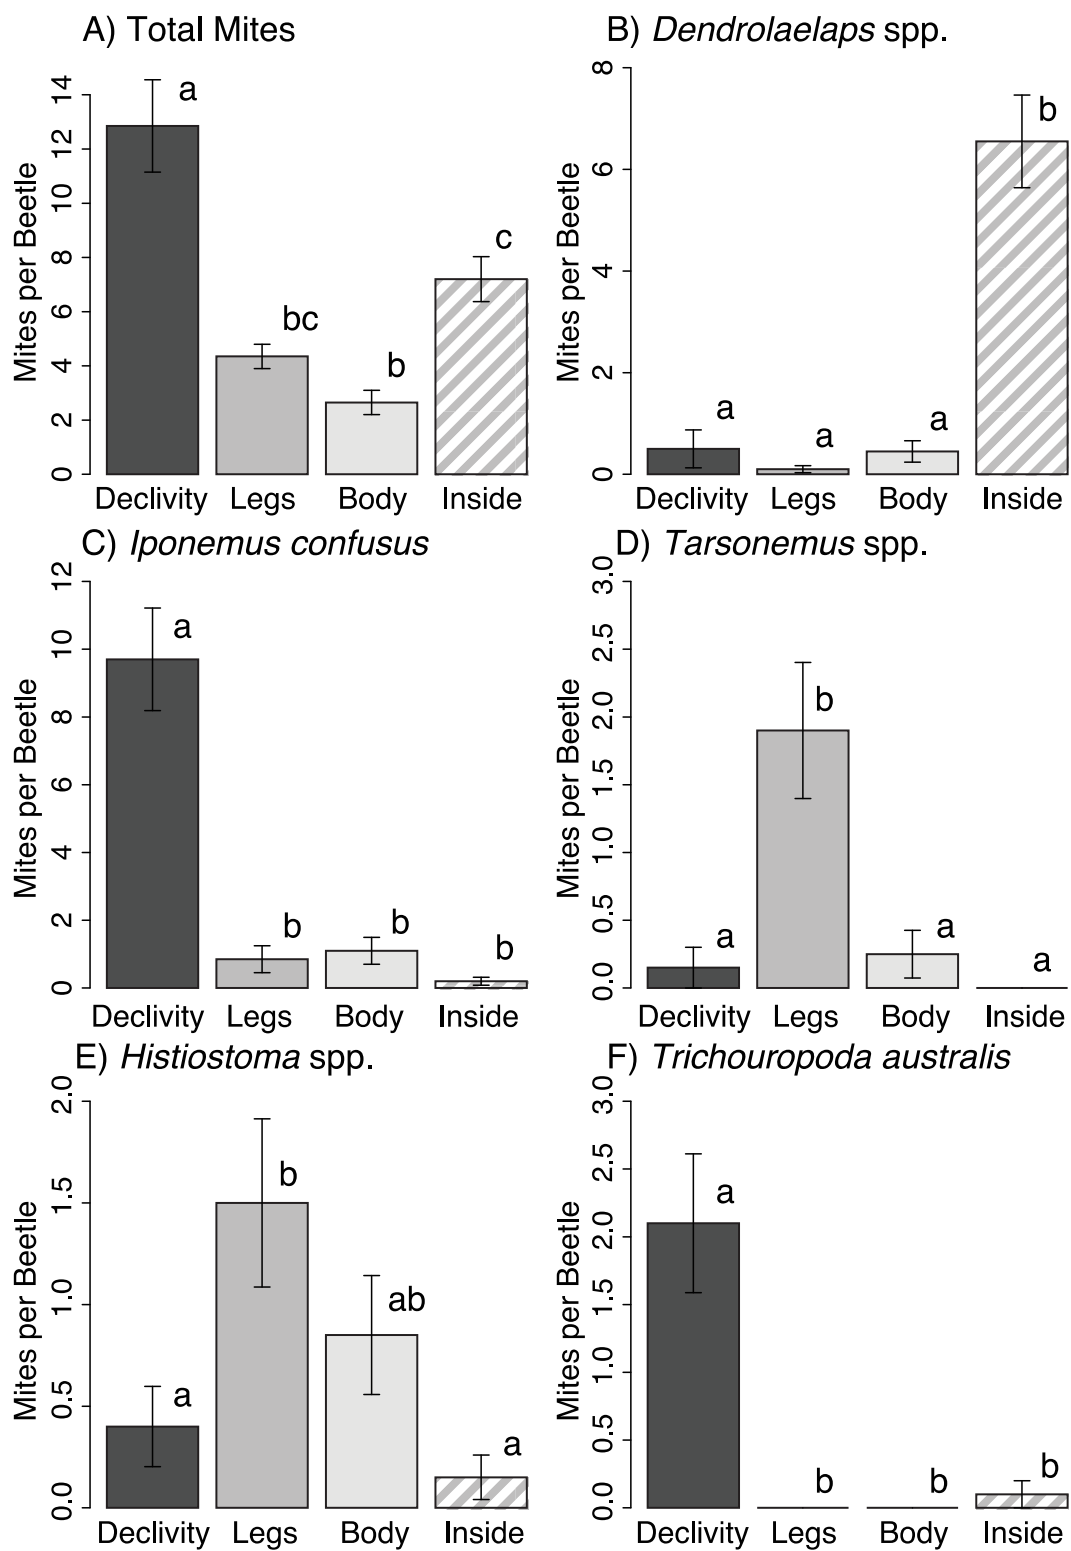 A) Total Mites
Mites per Beetle
14
12
10
8
6
4
2
0
a
bc
b
c
Declivity Legs Body Inside
B) Dendrolaelaps spp.
Mites per Beetle
8
6
4
2
0
a
a
a
b
Declivity Legs Body Inside
C) Iponemus confusus
Mites per Beetle
12
10
8
6
4
2
0
a
b
b
b
Declivity Legs Body Inside
D) Tarsonemus spp.
Mites per Beetle
3.0
2.5
2.0
1.5
1.0
0.5
0.0
a
b
a
a
Declivity Legs Body Inside
E) Histiostoma spp.
Mites per Beetle
2.0
1.5
1.0
0.5
0.0
a
b
ab
a
Declivity Legs Body Inside
F) Trichouropoda australis
Mites per Beetle
3.0
2.5
2.0
1.5
1.0
0.5
0.0
a
b
b
b
Declivity Legs Body Inside